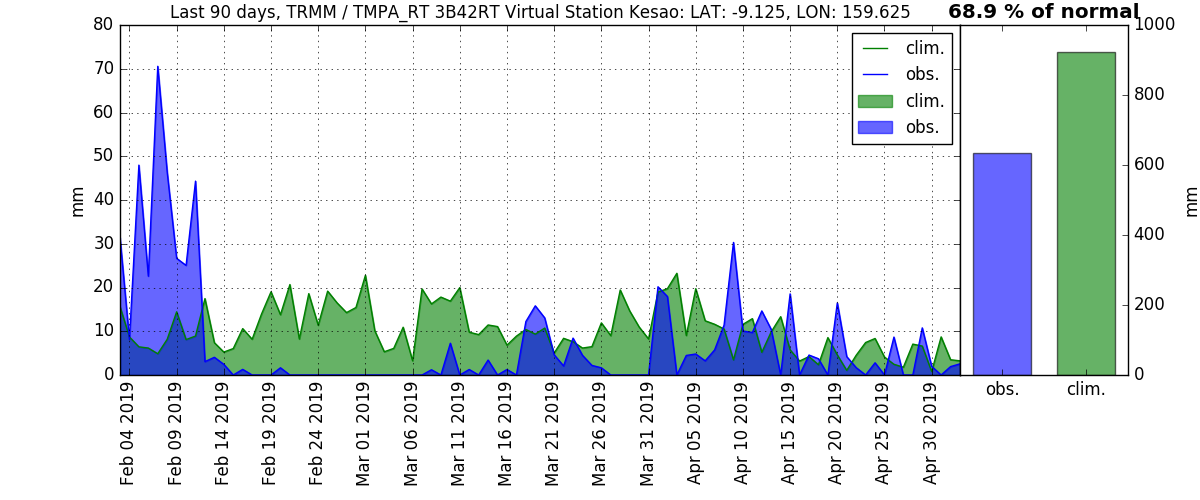 Last 90 days, TRMM / TMPA_RT 3B42RT Virtual Station Kesao: LAT: -9.125, LON: 159.625
68.9 % of normal
80
70
60
50
40
30
20
10
0
mm
clim.
obs.
clim.
obs.
Feb 04 2019
Feb 09 2019
Feb 14 2019
Feb 19 2019
Feb 24 2019
Mar 01 2019
Mar 06 2019
Mar 11 2019
Mar 16 2019
Mar 21 2019
Mar 26 2019
Mar 31 2019
Apr 05 2019
Apr 10 2019
Apr 15 2019
Apr 20 2019
Apr 25 2019
Apr 30 2019
1000
800
600
400
200
0
mm
obs.
clim.